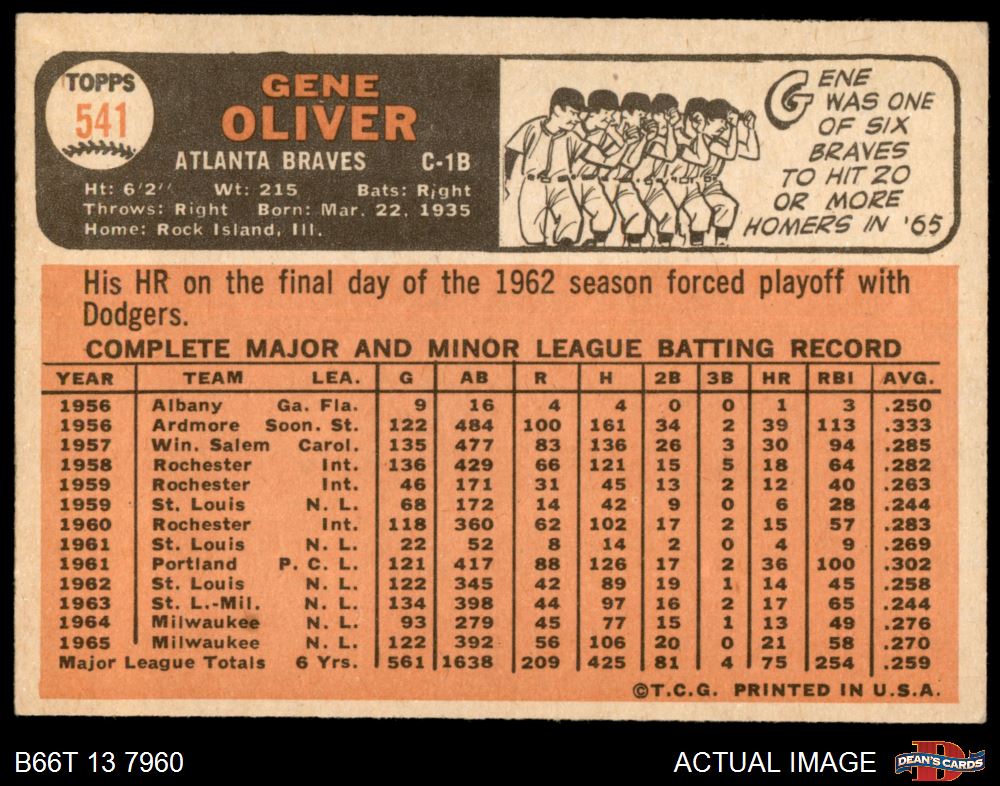 TOPPS
541
GENE
OLIVER
ATLANTA BRAVES C-1B
Ht: 6'2" Wt: 215 Bats: Right
Throws: Right Born: Mar. 22, 1935
Home: Rock Island, Ill.
GENE
WAS ONE
OF SIX
BRAVES
TO HIT 20
OR MORE
HOMERS IN '65
His HR on the final day of the 1962 season forced playoff with
Dodgers.
COMPLETE MAJOR AND MINOR LEAGUE BATTING RECORD
YEAR TEAM LEA. G AB R H 2B 3B HR RBI AVG.
1956 Albany Ga. Fla. 9 16 4 4 0 0 1 3 .250
1956 Ardmore Soon. St. 122 484 100 161 34 2 39 113 .333
1957 Win. Salem Carol. 135 477 83 136 26 3 30 94 .285
1958 Rochester Int. 136 429 66 121 15 5 18 64 .282
1959 Rochester Int. 46 171 31 45 13 2 12 40 .263
1959 St. Louis N. L. 68 172 14 42 9 0 6 28 .244
1960 Rochester Int. 118 360 62 102 17 2 15 57 .283
1961 St. Louis N. L. 22 52 8 14 2 0 4 9 .269
1961 Portland P. C. L. 121 417 88 126 17 2 36 100 .302
1962 St. Louis N. L. 122 345 42 89 19 1 14 45 .258
1963 St. L.-Mil. N. L. 134 398 44 97 16 2 17 65 .244
1964 Milwaukee N. L. 93 279 45 77 15 1 13 49 .276
1965 Milwaukee N. L. 122 392 56 106 20 0 21 58 .270
Major League Totals 6 Yrs. 561 1638 209 425 81 4 75 254 .259
©T.C.G. PRINTED IN U.S.A.
B66T 13 7960 ACTUAL IMAGE
DEAN'S CARDS